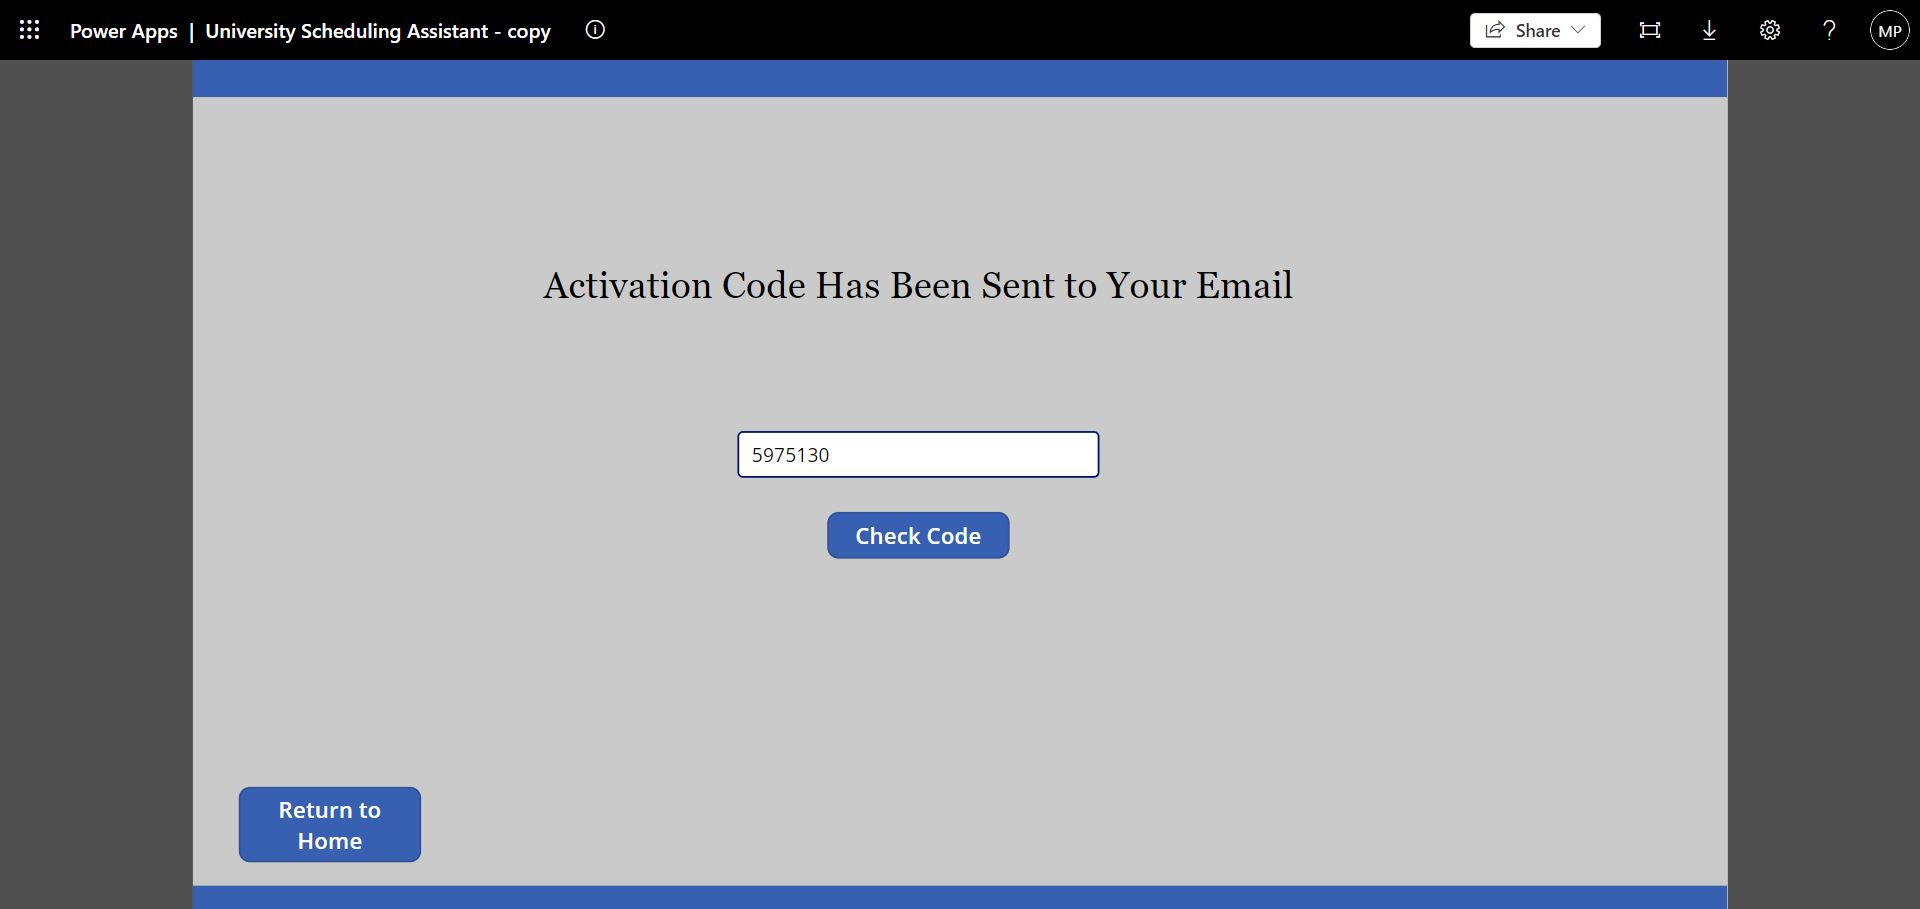 Power Apps | University Scheduling Assistant - copy
Share
?
MP
Activation Code Has Been Sent to Your Email
5975130
Check Code
Return to
Home